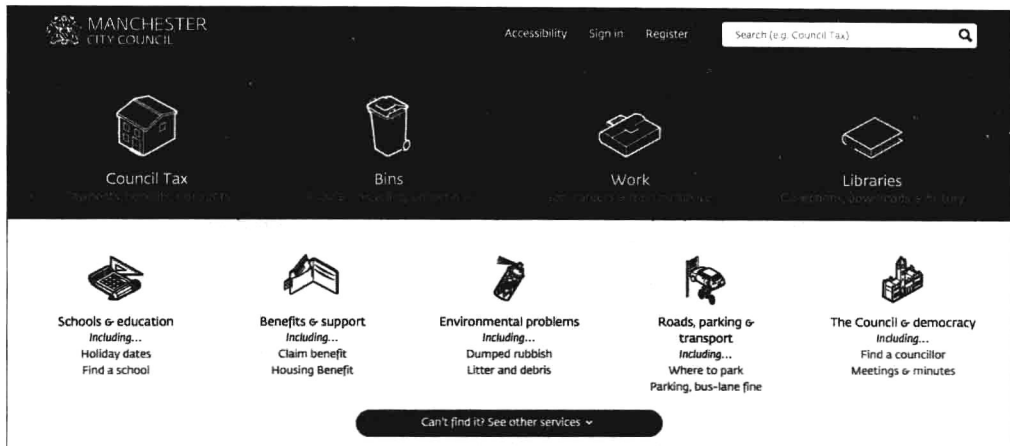 MANCHESTER
CITY COUNCIL
Accessibility Sign in Register Search (e.g. Council Tax)
Council Tax Bins Work Libraries
Collections, downloads & history
Schools & education
Including...
Holiday dates
Find a school
Benefits & support
Including...
Claim benefit
Housing Benefit
Environmental problems
Including...
Dumped rubbish
Litter and debris
Roads, parking &
transport
Including...
Where to park
Parking, bus-lane fine
The Council & democracy
Including...
Find a councillor
Meetings & minutes
Can't find it? See other services